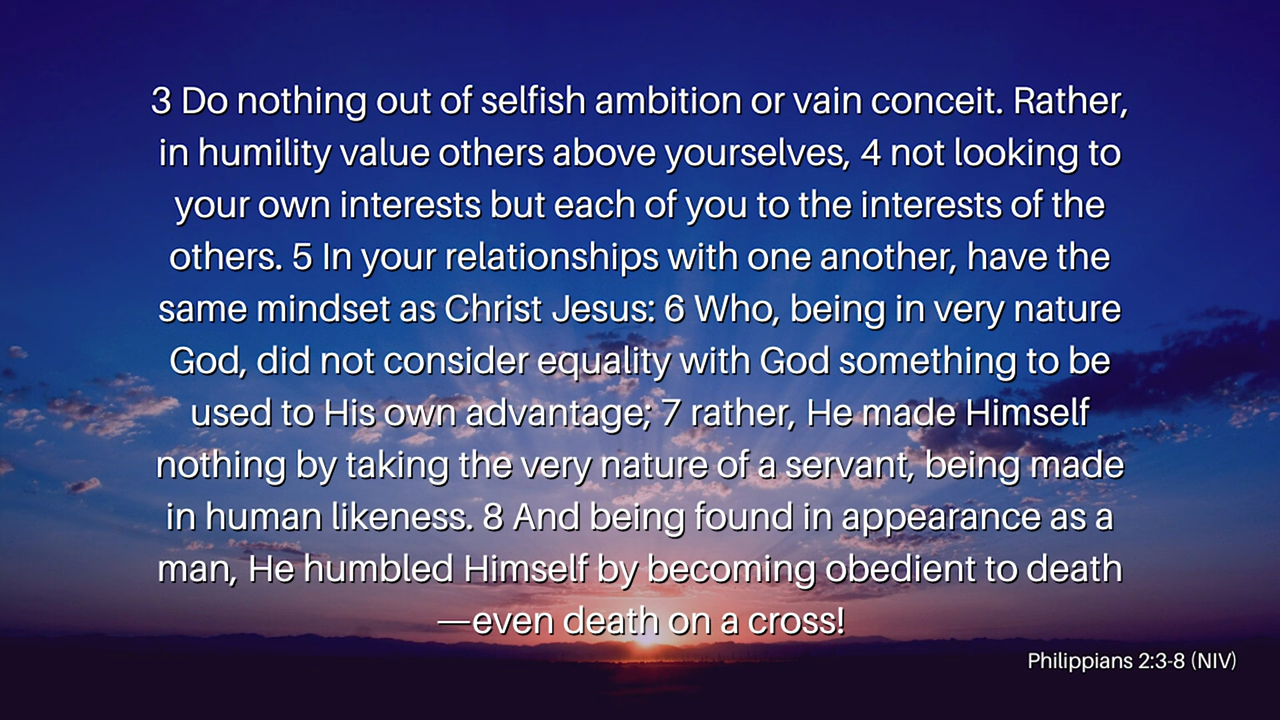 3 Do nothing out of selfish ambition or vain conceit. Rather,
in humility value others above yourselves, 4 not looking to
your own interests but each of you to the interests of the
others. 5 In your relationships with one another, have the
same mindset as Christ Jesus: 6 Who, being in very nature
God, did not consider equality with God something to be
used to His own advantage; 7 rather, He made Himself
nothing by taking the very nature of a servant, being made
in human likeness. 8 And being found in appearance as a
man, He humbled Himself by becoming obedient to death
—even death on a cross!
Philippians 2:3-8 (NIV)